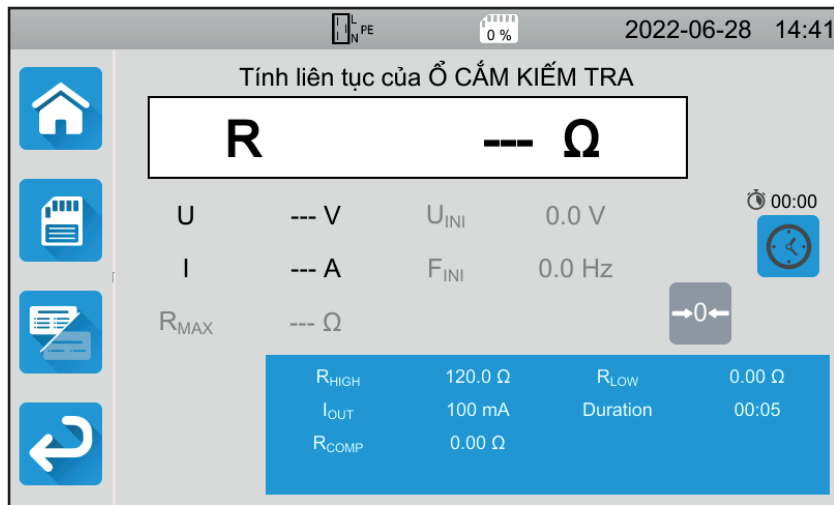 L
N PE 0 % 2022-06-28 14:41
Tính liên tục của Ổ CẮM KIẾM TRA
R --- Ω
00:00
U --- V UINI 0.0 V
I --- A FINI 0.0 Hz
→0←
RMAX --- Ω
RHIGH 120.0 Ω RLOW 0.00 Ω
IOUT 100 mA Duration 00:05
RCOMP 0.00 Ω